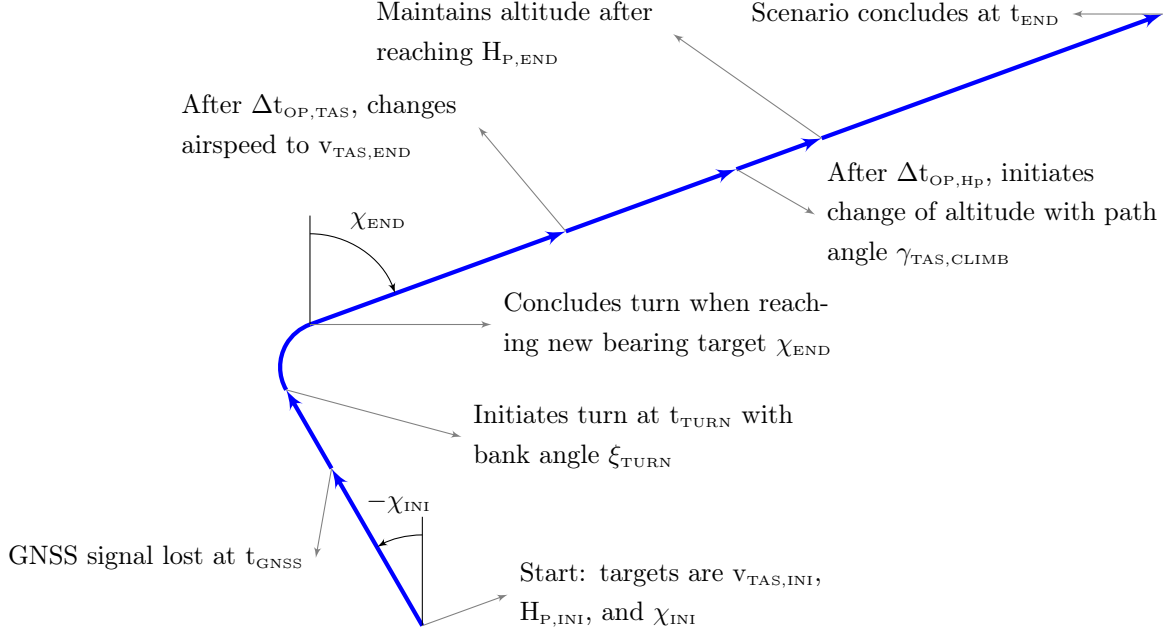 Maintains altitude after
reaching H_P,END
Scenario concludes at t_END
After Δt_OP,TAS, changes
airspeed to v_TAS,END
After Δt_OP,Hp, initiates
change of altitude with path
angle γ_TAS,CLIMB
χ_END
Concludes turn when reach-
ing new bearing target χ_END
Initiates turn at t_TURN with
bank angle ξ_TURN
−χ_INI
GNSS signal lost at t_GNSS
Start: targets are v_TAS,INI,
H_P,INI, and χ_INI